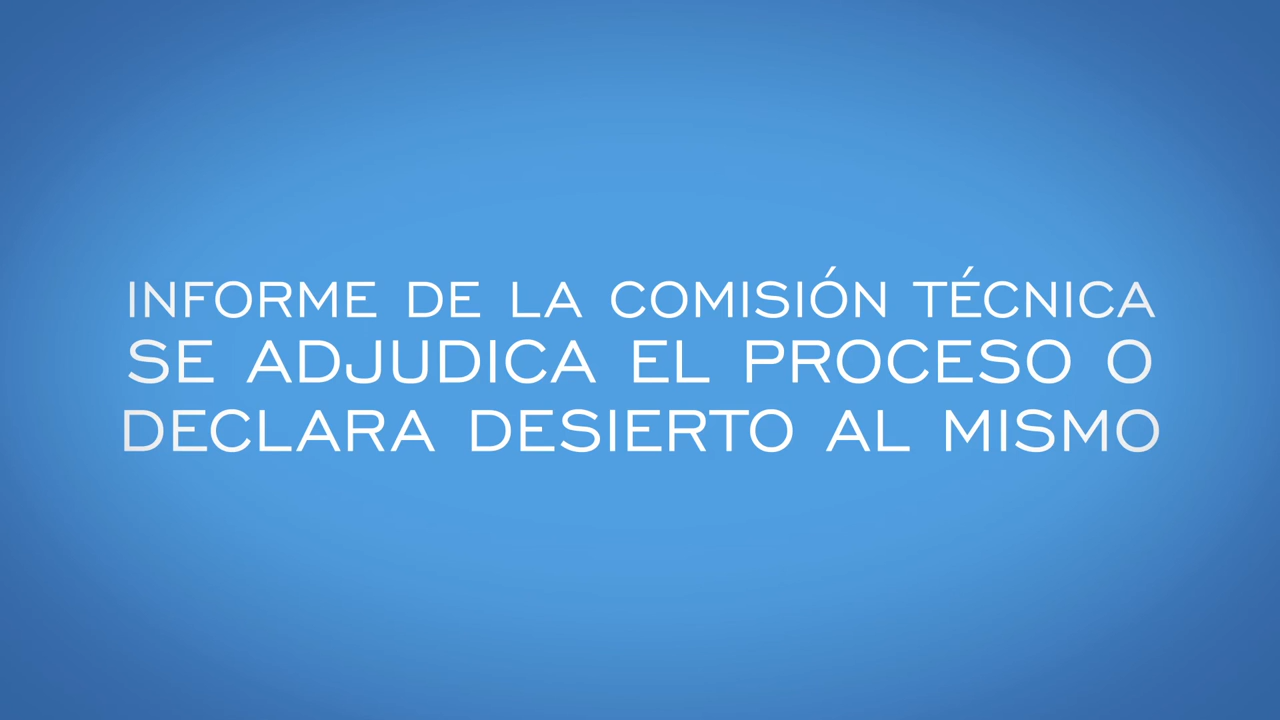 INFORME DE LA COMISIÓN TÉCNICA
SE ADJUDICA EL PROCESO O
DECLARA DESIERTO AL MISMO